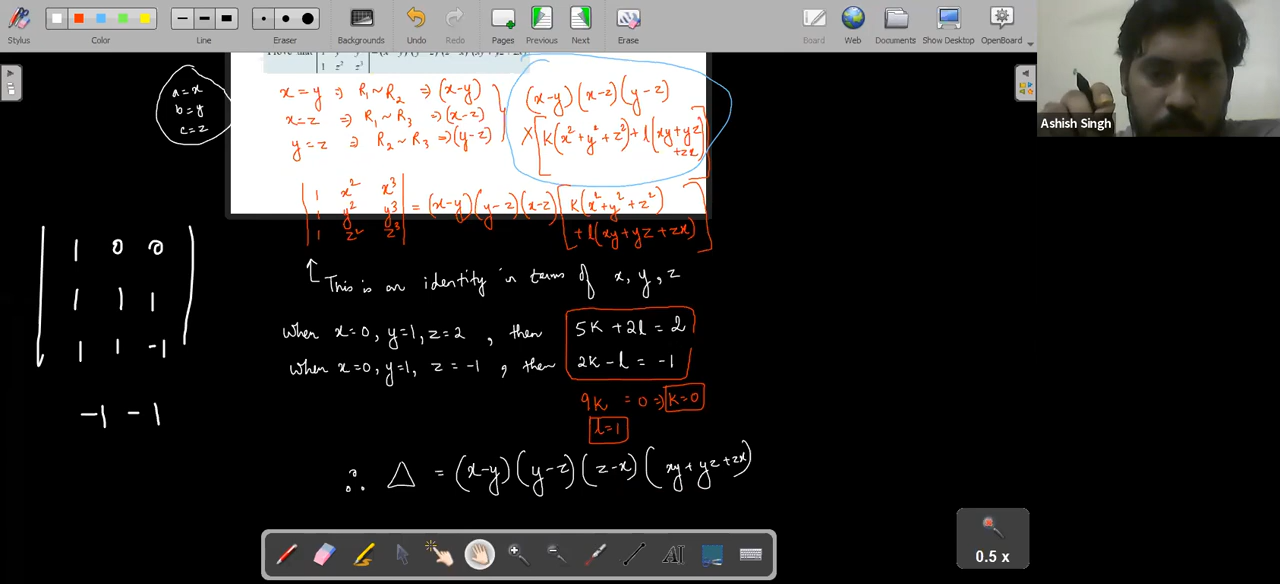 Stylus Color Line Eraser Backgrounds Undo Redo Pages Previous Next Erase Board Web Documents Show Desktop OpenBoard
Ashish Singh
a=x
b=y
c=z
1 z² z³
x=y ⇒ R₁~R₂ ⇒(x-y)
x=z ⇒ R₁~R₃ ⇒(x-z)
y=z ⇒ R₂~R₃ ⇒(y-z)
(x-y)(x-z)(y-z)
X[K(x²+y²+z²)+l(xy+yz
+zx)]
|1 x² x³|
|1 y² y³| = (x-y)(y-z)(x-z)[K(x²+y²+z²)
|1 z² z³| +l(xy+yz+zx)]
↑ This is an identity in terms of x, y, z
When x=0, y=1, z=2, then 5K+2l=2
When x=0, y=1, z=-1, then 2K-l=-1
9K=0⇒K=0
l=1
∴ △ = (x-y)(y-z)(z-x)(xy+yz+zx)
1 0 0
1 1 1
1 1 -1
-1 -1
0.5 x